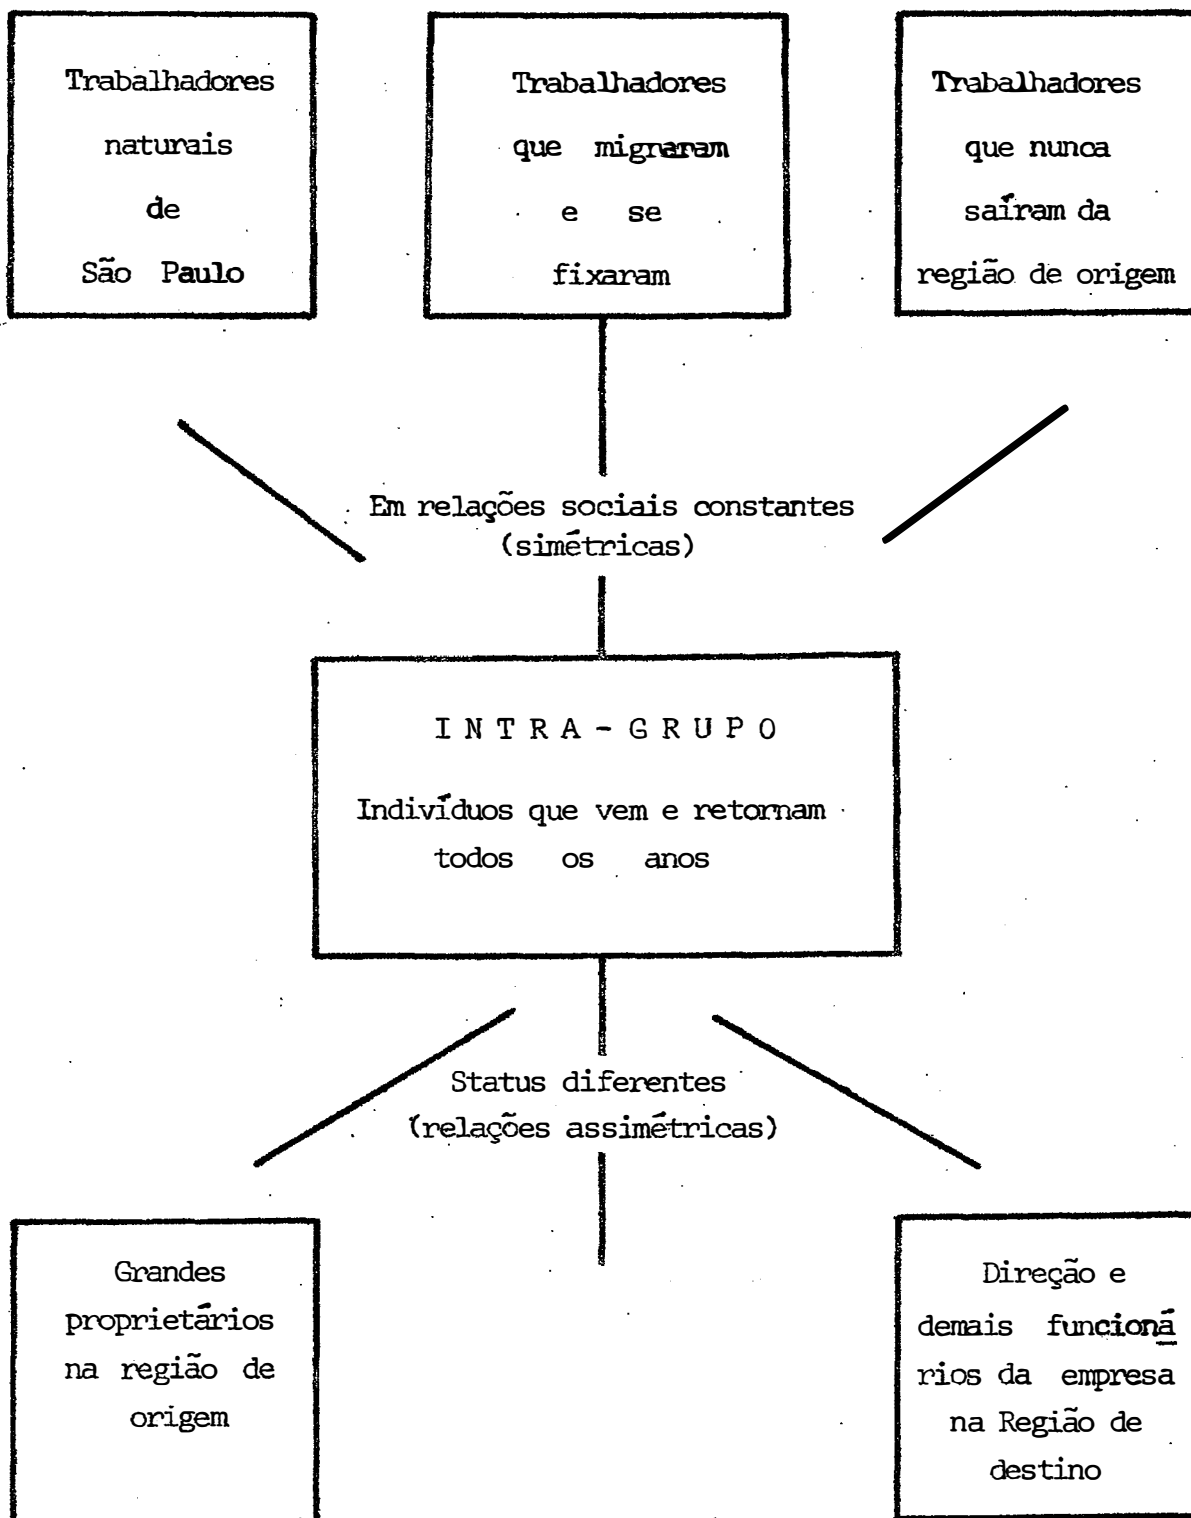 Trabalhadores
naturais
de
São Paulo
Trabalhadores
que migraram
e se
fixaram
Trabalhadores
que nunca
saíram da
região de origem
Em relações sociais constantes
(simétricas)
INTRA-GRUPO
Indivíduos que vem e retornam
todos os anos
Status diferentes
(relações assimétricas)
Grandes
proprietários
na região de
origem
Direção e
demais funcioná
rios da empresa
na Região de
destino